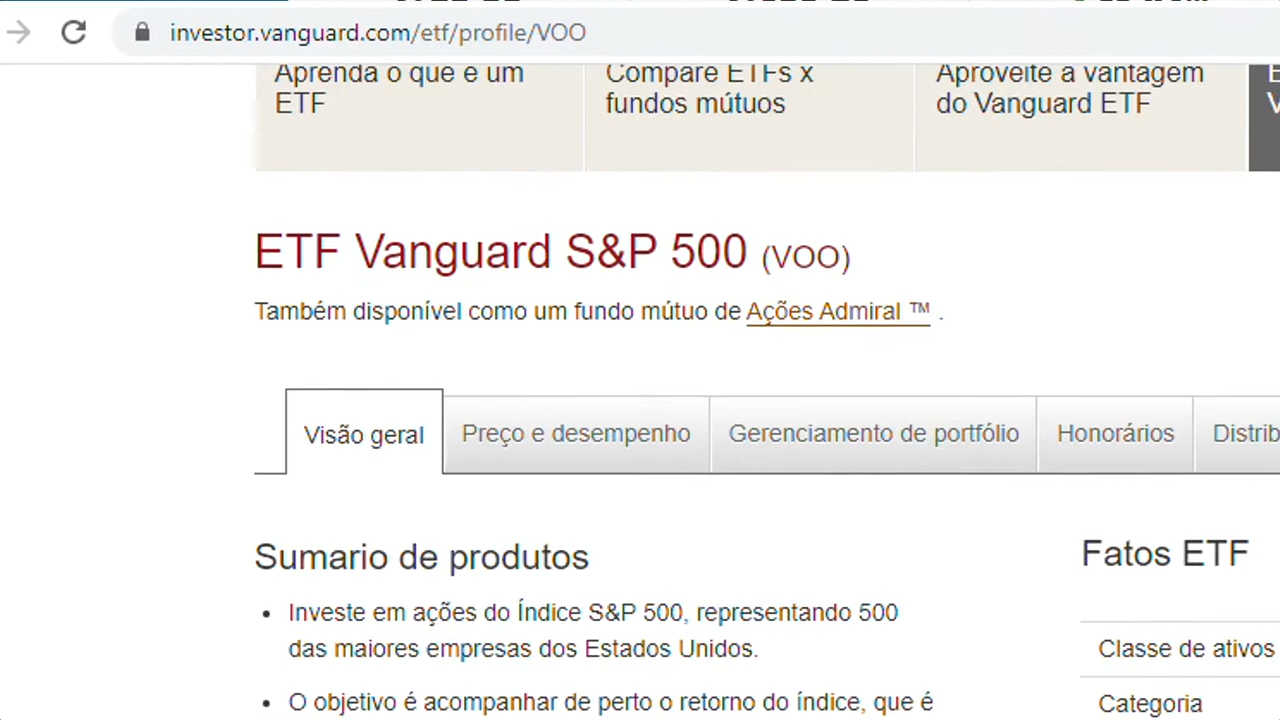 investor.vanguard.com/etf/profile/VOO
Aprenda o que é um
ETF
Compare ETFs x
fundos mútuos
Aproveite a vantagem
do Vanguard ETF
ETF Vanguard S&P 500 (VOO)
Também disponível como um fundo mútuo de Ações Admiral ™ .
Visão geral
Preço e desempenho
Gerenciamento de portfólio
Honorários
Distrib
Sumario de produtos
• Investe em ações do Índice S&P 500, representando 500
das maiores empresas dos Estados Unidos.
• O objetivo é acompanhar de perto o retorno do índice, que é
Fatos ETF
Classe de ativos
Categoria